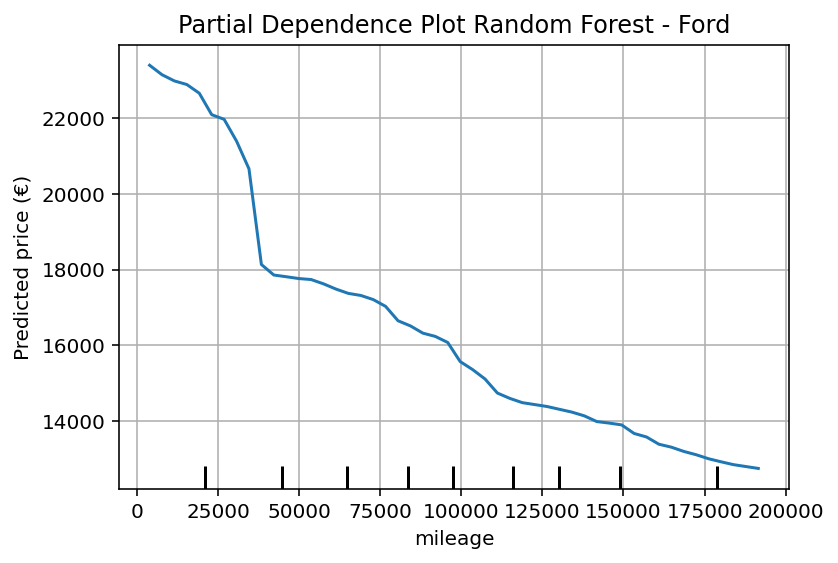 Partial Dependence Plot Random Forest - Ford
Predicted price (€)
22000
20000
18000
16000
14000
0 25000 50000 75000 100000 125000 150000 175000 200000
mileage